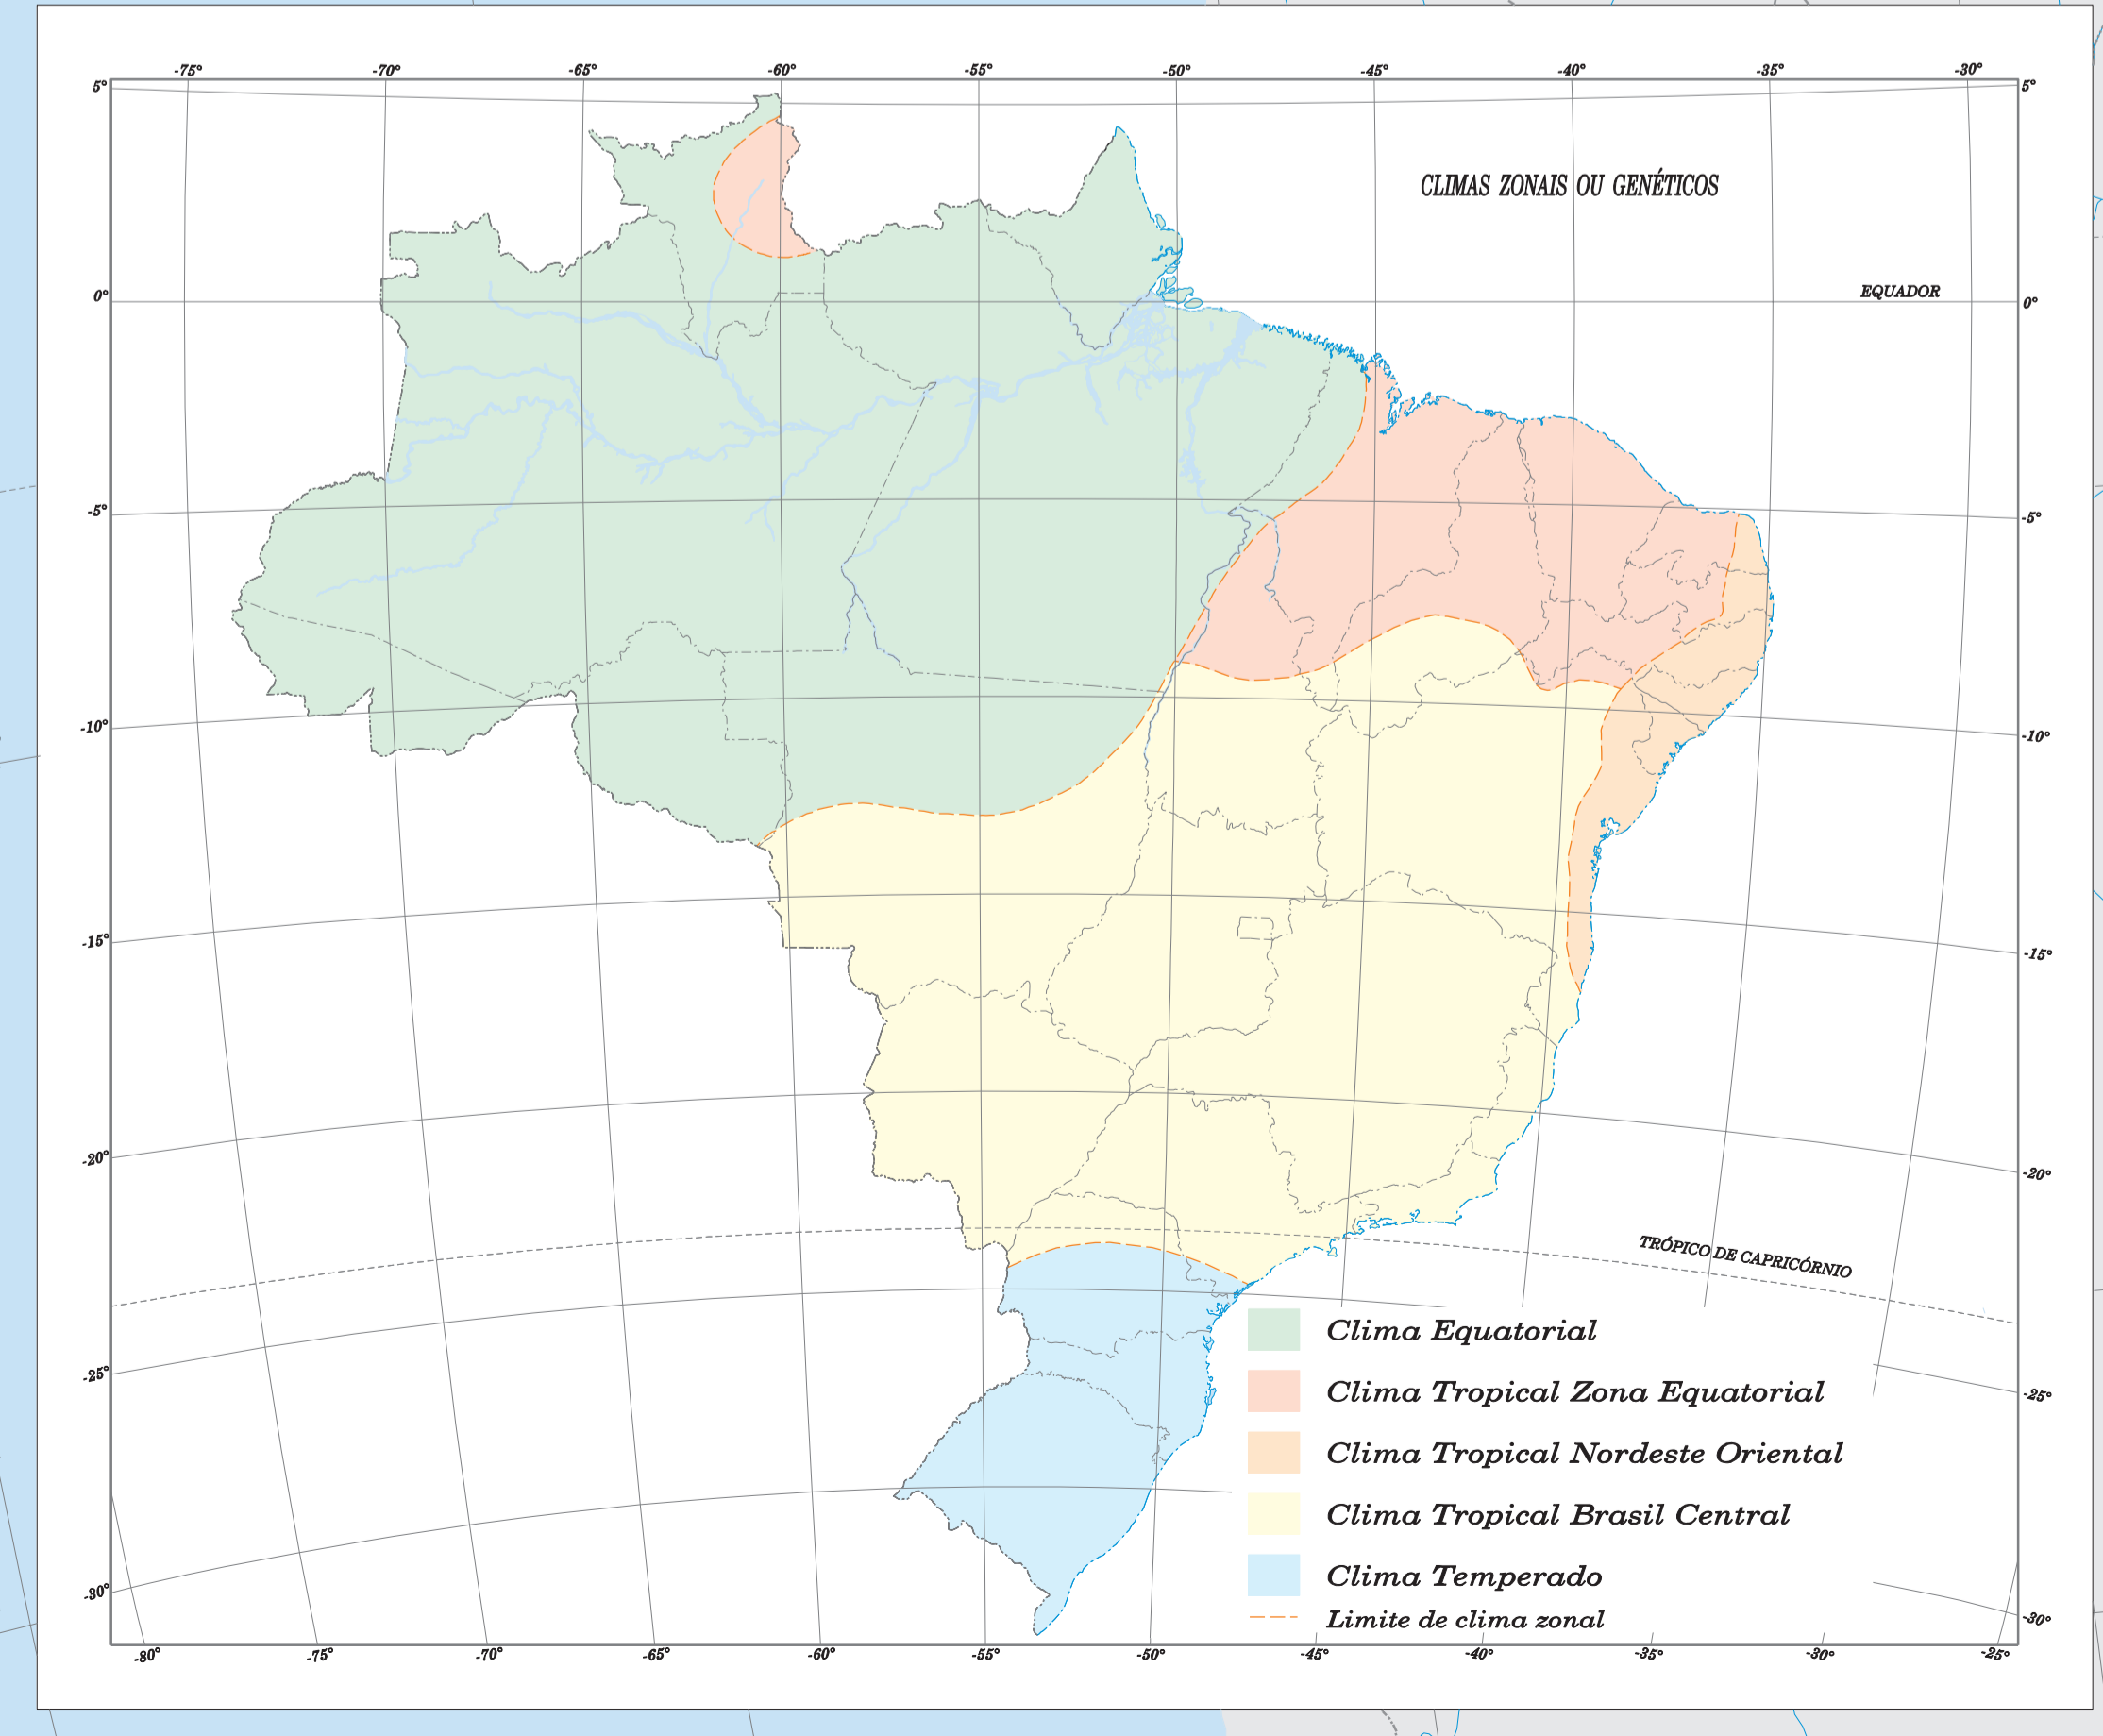 -75° -70° -65° -60° -55° -50° -45° -40° -35° -30°
5° 5°
CLIMAS ZONAIS OU GENÉTICOS
EQUADOR
0° 0°
-5° -5°
-10° -10°
-15° -15°
-20° -20°
TRÓPICO DE CAPRICÓRNIO
Clima Equatorial
-25° -25°
Clima Tropical Zona Equatorial
Clima Tropical Nordeste Oriental
Clima Tropical Brasil Central
Clima Temperado
-30° -30°
Limite de clima zonal
-80° -75° -70° -65° -60° -55° -50° -45° -40° -35° -30° -25°